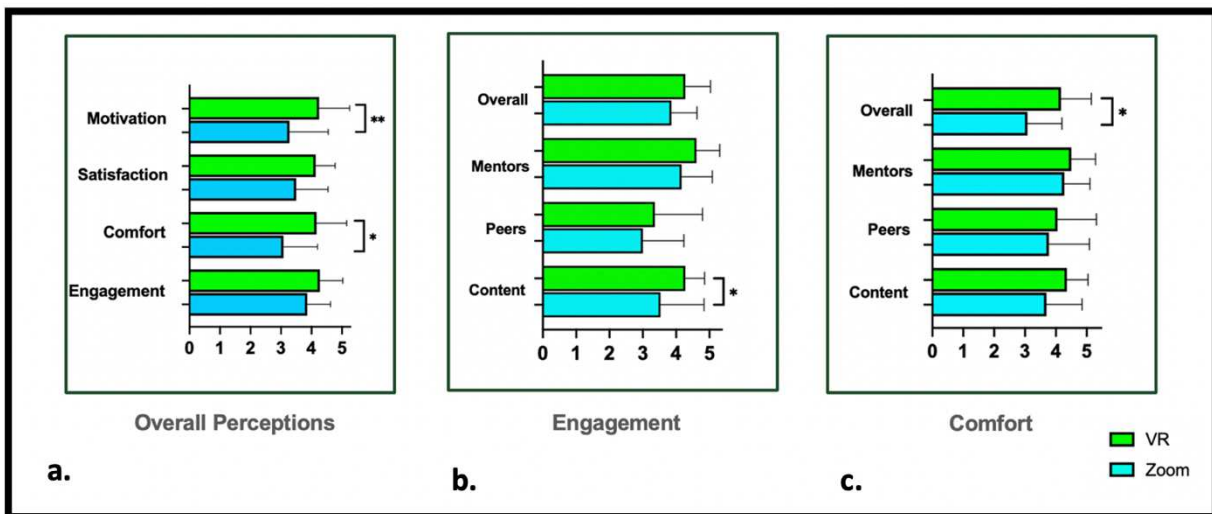 Motivation
**
Satisfaction
Comfort
*
Engagement
0 1 2 3 4 5
Overall Perceptions
a.
Overall
Mentors
Peers
Content
*
0 1 2 3 4 5
Engagement
b.
Overall
*
Mentors
Peers
Content
0 1 2 3 4 5
Comfort
c.
VR
Zoom